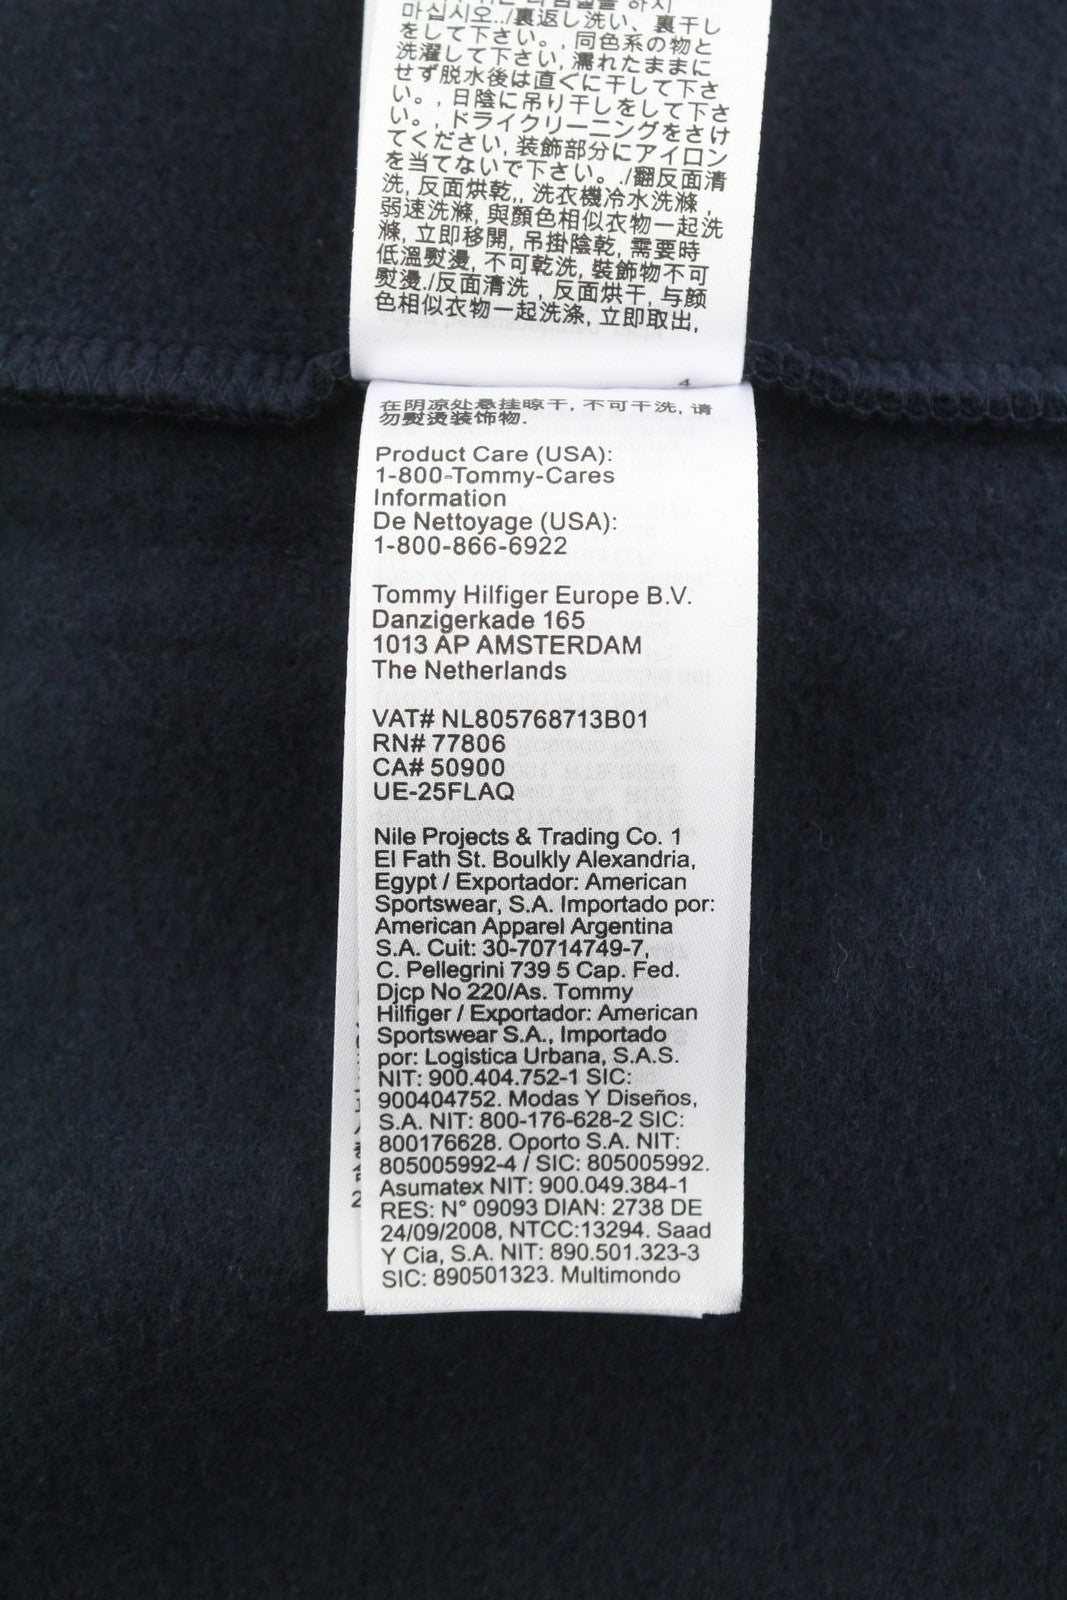 마십시오../裏返し洗い、裏干し
をして下さい。, 同色系の物と
洗濯して下さい, 濡れたままに
せず脱水後は直ぐに干して下さ
い。, 日陰に吊り干しをして下さ
い。, ドライクリーニングをさけ
てください, 装飾部分にアイロン
を当てないで下さい。./翻反面清
洗, 反面烘乾,, 洗衣機冷水洗滌 ,
弱速洗滌, 與顏色相似衣物一起洗
滌, 立即移開, 吊掛陰乾, 需要時
低溫熨燙, 不可乾洗, 裝飾物不可
熨燙./反面清洗 , 反面烘干, 与颜
色相似衣物一起洗涤, 立即取出,
4
在阴凉处悬挂晾干, 不可干洗, 请
勿熨烫装饰物.
Product Care (USA):
1-800-Tommy-Cares
Information
De Nettoyage (USA):
1-800-866-6922
Tommy Hilfiger Europe B.V.
Danzigerkade 165
1013 AP AMSTERDAM
The Netherlands
VAT# NL805768713B01
RN# 77806
CA# 50900
UE-25FLAQ
Nile Projects & Trading Co. 1
El Fath St. Boulkly Alexandria,
Egypt / Exportador: American
Sportswear, S.A. Importado por:
American Apparel Argentina
S.A. Cuit: 30-70714749-7,
C. Pellegrini 739 5 Cap. Fed.
Djcp No 220/As. Tommy
Hilfiger / Exportador: American
Sportswear S.A., Importado
por: Logistica Urbana, S.A.S.
NIT: 900.404.752-1 SIC:
900404752. Modas Y Diseños,
S.A. NIT: 800-176-628-2 SIC:
800176628. Oporto S.A. NIT:
805005992-4 / SIC: 805005992.
Asumatex NIT: 900.049.384-1
RES: N° 09093 DIAN: 2738 DE
24/09/2008, NTCC:13294. Saad
Y Cia, S.A. NIT: 890.501.323-3
SIC: 890501323. Multimondo